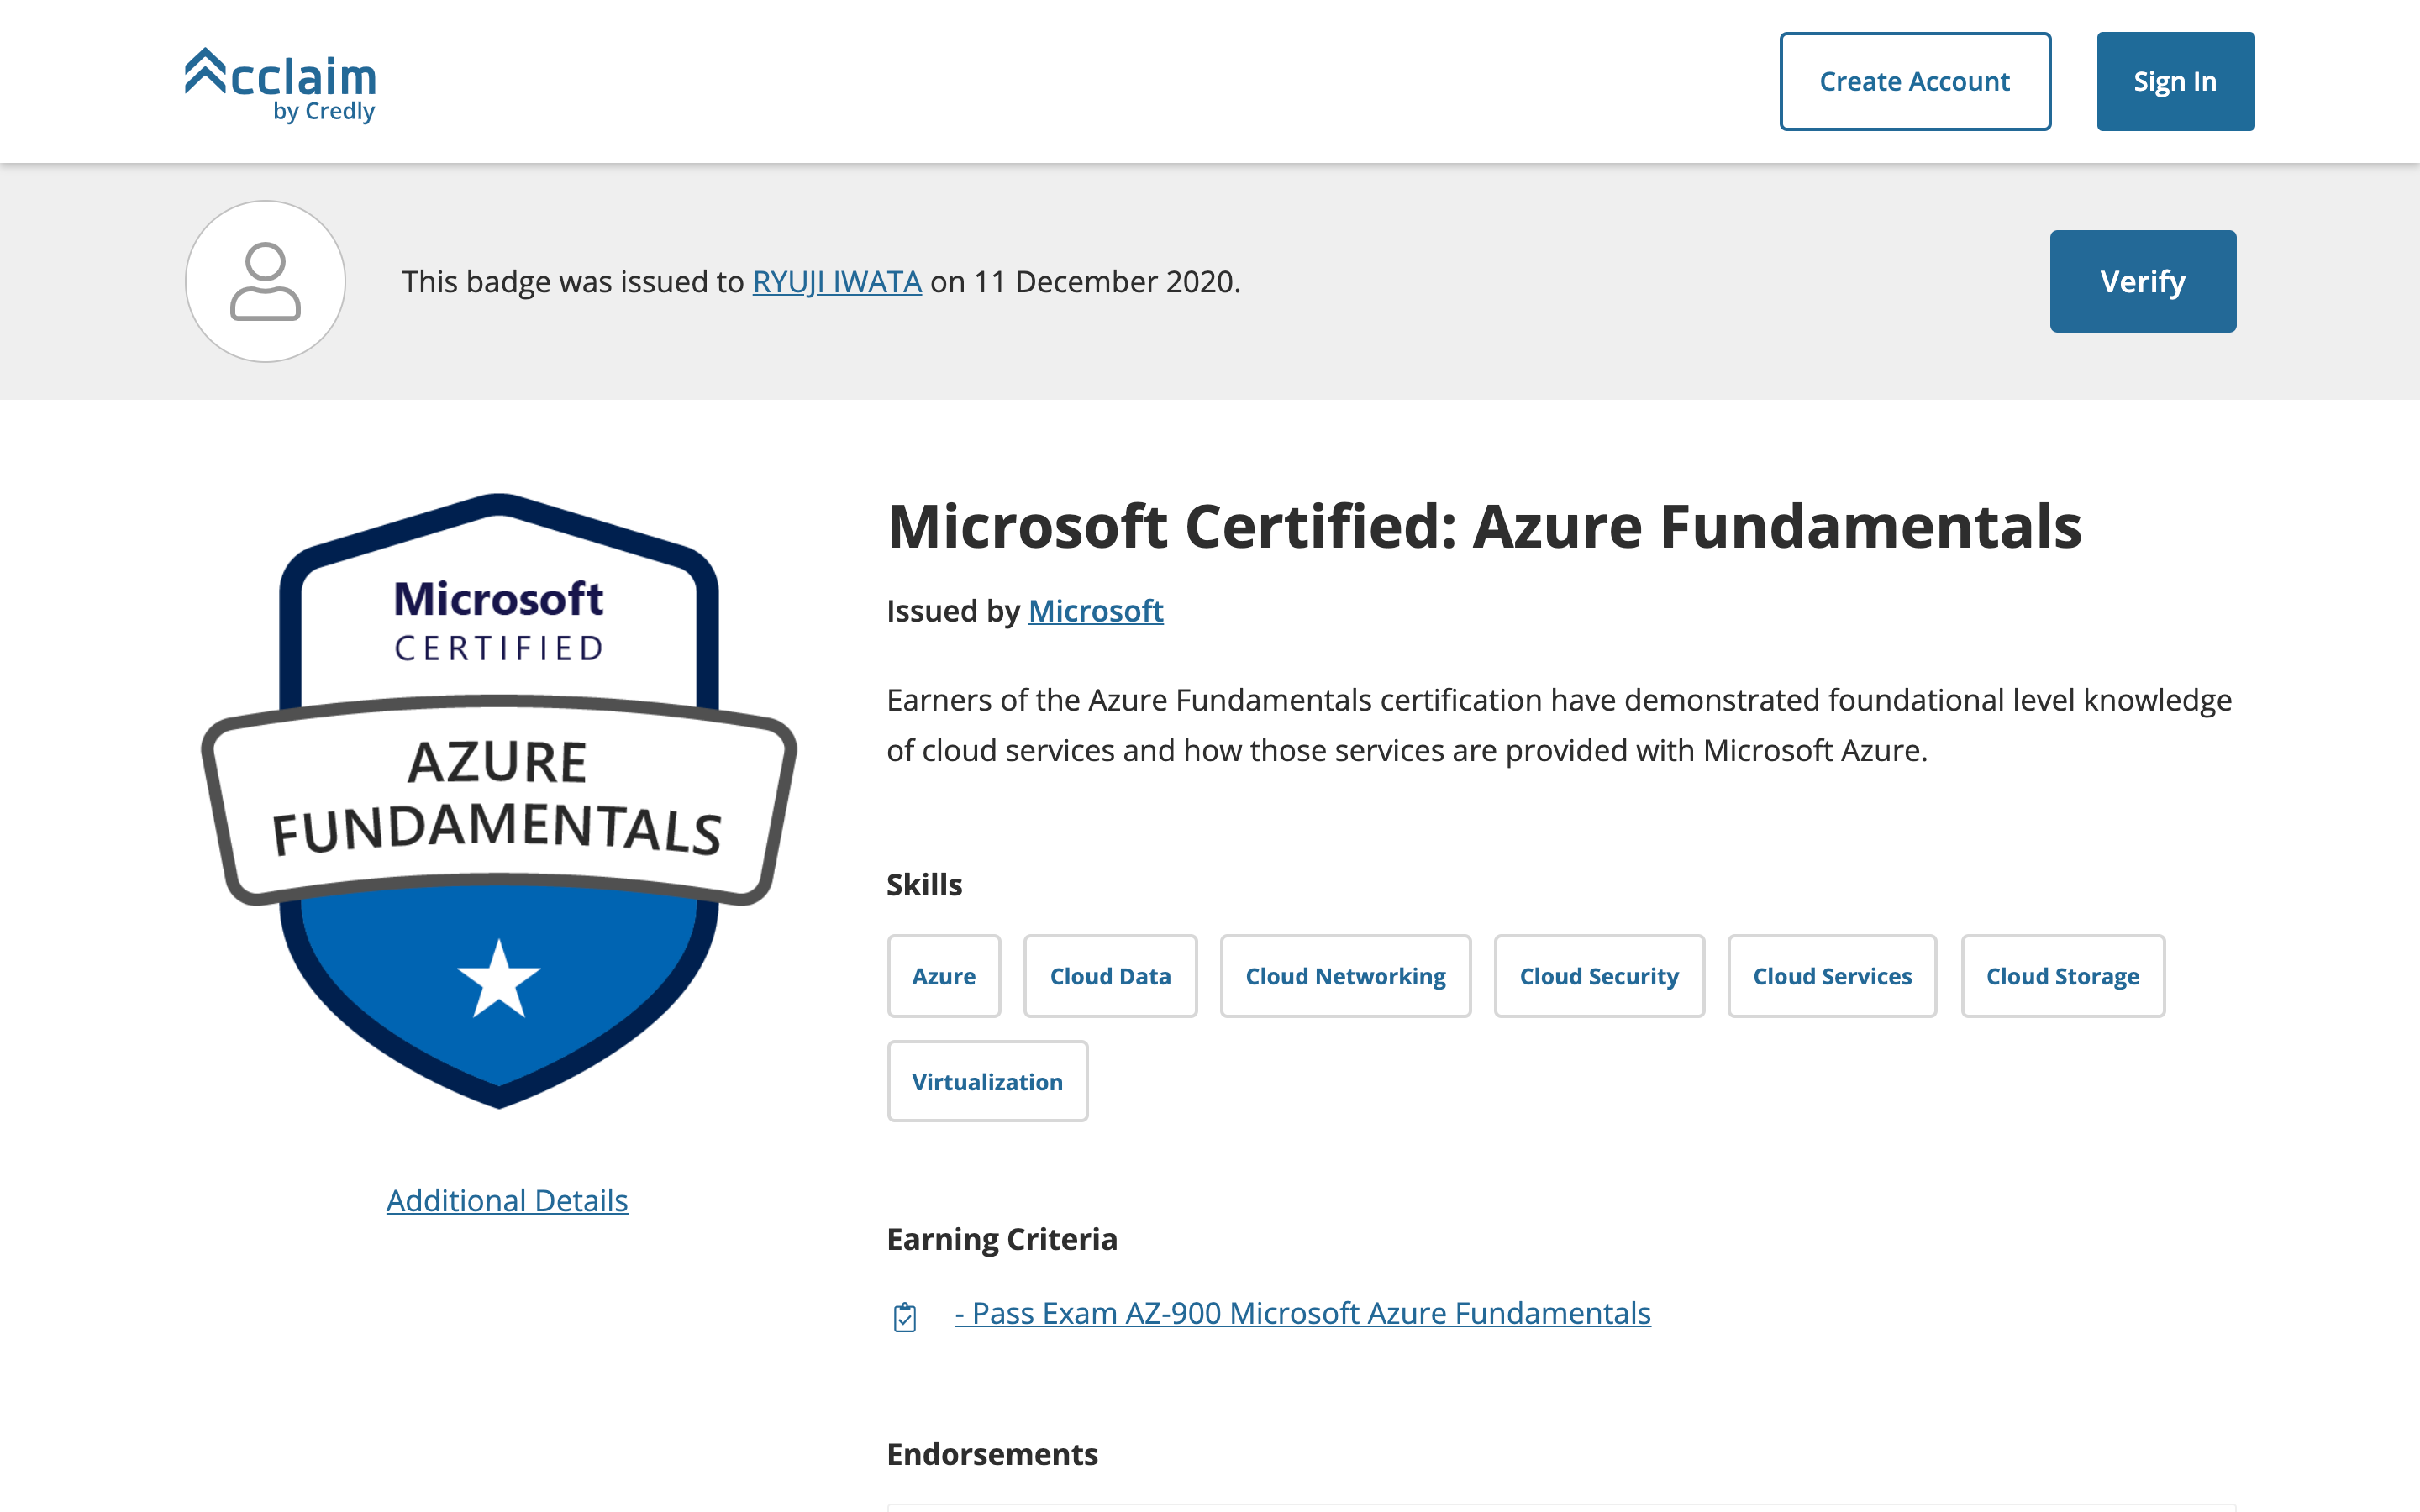 cclaim
by Credly
Create Account
Sign In
This badge was issued to RYUJI IWATA on 11 December 2020.
Verify
Microsoft
CERTIFIED
AZURE
FUNDAMENTALS
Additional Details
Microsoft Certified: Azure Fundamentals
Issued by Microsoft
Earners of the Azure Fundamentals certification have demonstrated foundational level knowledge
of cloud services and how those services are provided with Microsoft Azure.
Skills
Azure
Cloud Data
Cloud Networking
Cloud Security
Cloud Services
Cloud Storage
Virtualization
Earning Criteria
- Pass Exam AZ-900 Microsoft Azure Fundamentals
Endorsements